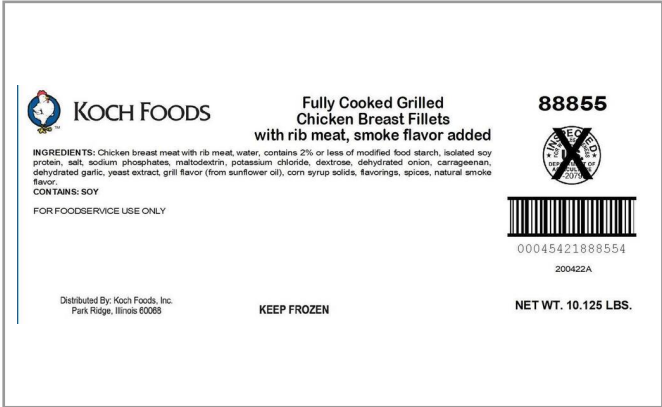 KOCH FOODS
TM
Fully Cooked Grilled
Chicken Breast Fillets
with rib meat, smoke flavor added
88855
INGREDIENTS: Chicken breast meat with rib meat, water, contains 2% or less of modified food starch, isolated soy
protein, salt, sodium phosphates, maltodextrin, potassium chloride, dextrose, dehydrated onion, carrageenan,
dehydrated garlic, yeast extract, grill flavor (from sunflower oil), corn syrup solids, flavorings, spices, natural smoke
flavor.
CONTAINS: SOY
FOR FOODSERVICE USE ONLY
DEPARTMENT OF
00045421888554
200422A
Distributed By: Koch Foods, Inc.
Park Ridge, Illinois 60068
KEEP FROZEN
NET WT. 10.125 LBS.